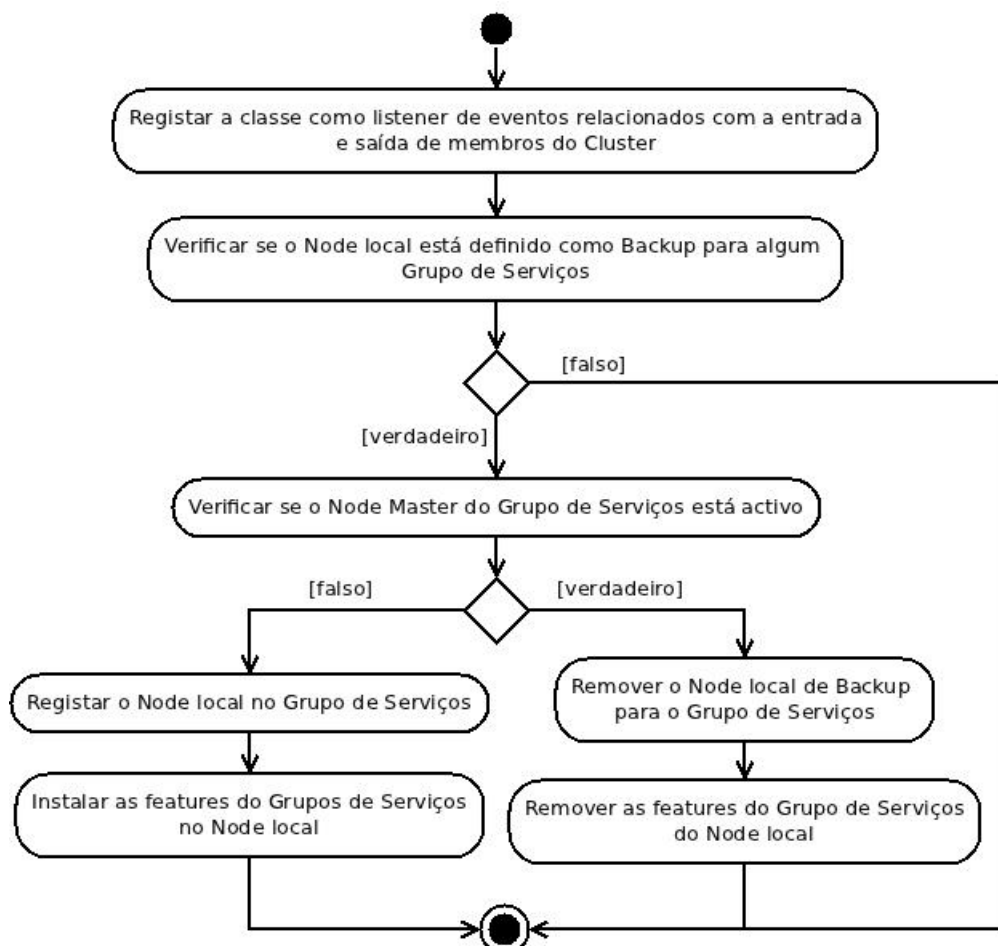 Registar a classe como listener de eventos relacionados com a entrada
e saída de membros do Cluster
Verificar se o Node local está definido como Backup para algum
Grupo de Serviços
[falso]
[verdadeiro]
Verificar se o Node Master do Grupo de Serviços está activo
[falso]
[verdadeiro]
Registar o Node local no Grupo de Serviços
Remover o Node local de Backup
para o Grupo de Serviços
Instalar as features do Grupos de Serviços
no Node local
Remover as features do Grupo de Serviços
do Node local